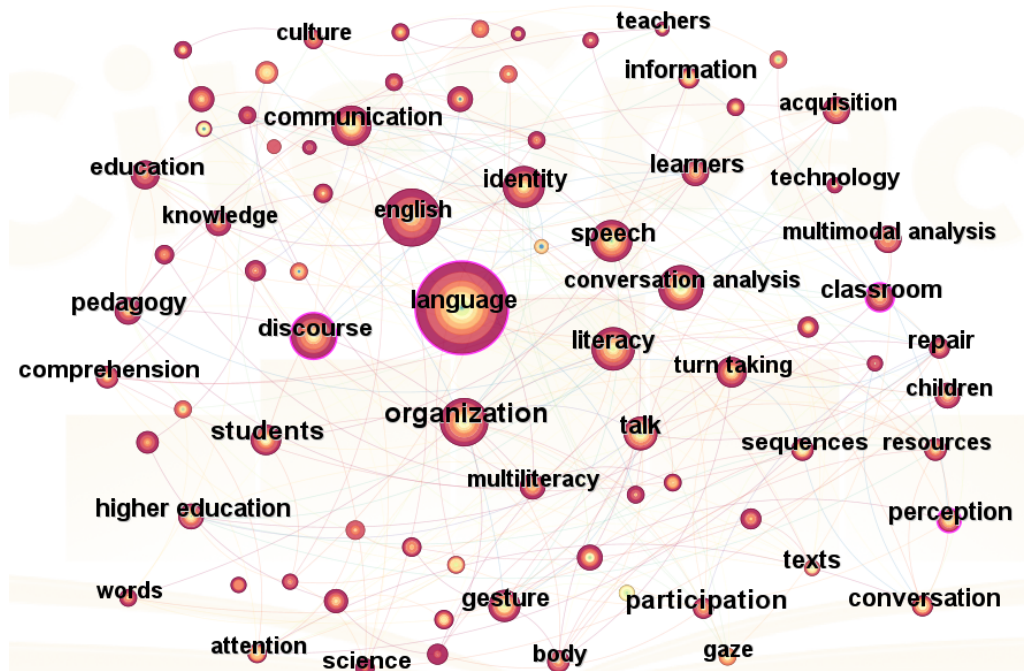 teachers
culture
information
acquisition
communication
education
learners
technology
identity
knowledge
english
speech
multimodal analysis
conversation analysis
classroom
language
pedagogy
discourse
literacy
repair
turn taking
comprehension
children
organization
students
talk
sequences
resources
multiliteracy
higher education
perception
texts
words
gesture
participation
conversation
attention
science
body
gaze